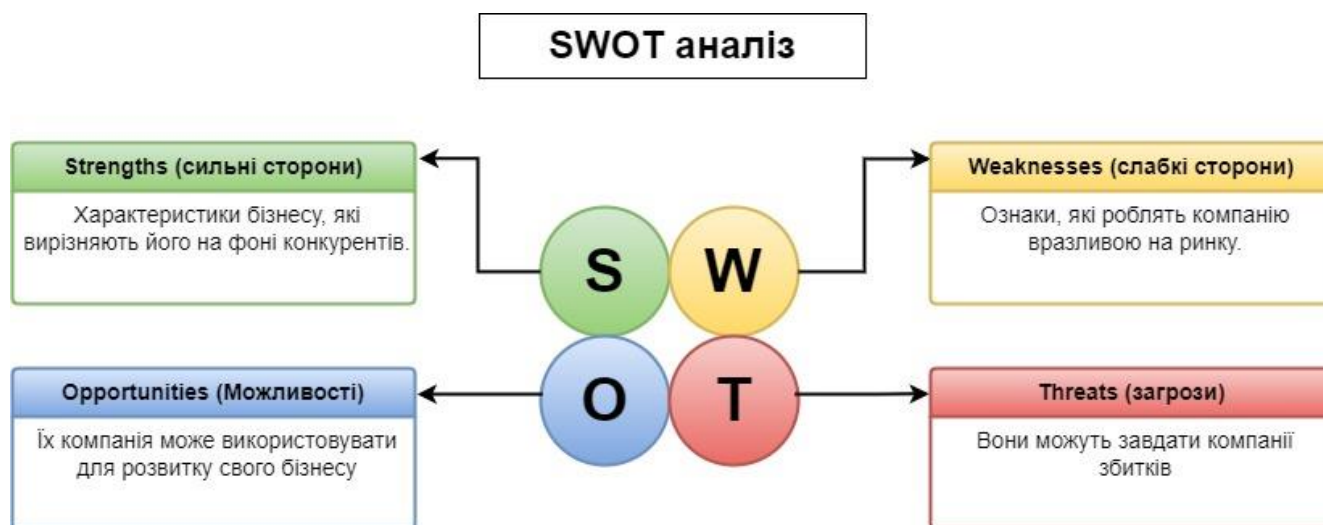 SWOT аналіз
Strengths (сильні сторони)
Характеристики бізнесу, які
вирізняють його на фоні конкурентів.
Weaknesses (слабкі сторони)
Ознаки, які роблять компанію
вразливою на ринку.
S
W
O
T
Opportunities (Можливості)
Їх компанія може використовувати
для розвитку свого бізнесу
Threats (загрози)
Вони можуть завдати компанії
збитків